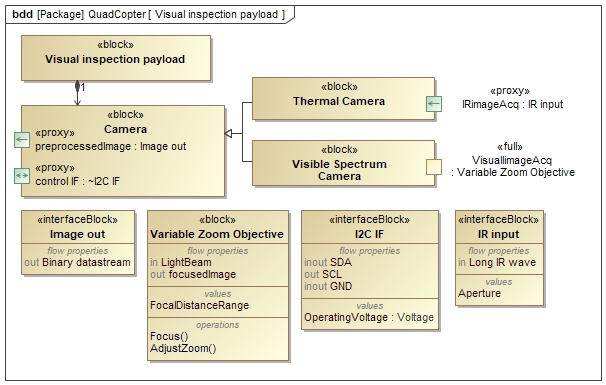 bdd [Package] QuadCopter [ Visual inspection payload ]
«block»
Visual inspection payload
1
«block»
Camera
«proxy»
preprocessedImage : Image out
«proxy»
control IF : ~I2C IF
«block»
Thermal Camera
«proxy»
IRimageAcq : IR input
«block»
Visible Spectrum
Camera
«full»
VisualIimageAcq
: Variable Zoom Objective
«interfaceBlock»
Image out
flow properties
out Binary datastream
«block»
Variable Zoom Objective
flow properties
in LightBeam
out focusedImage
values
FocalDistanceRange
operations
Focus()
AdjustZoom()
«interfaceBlock»
I2C IF
flow properties
inout SDA
out SCL
inout GND
values
OperatingVoltage : Voltage
«interfaceBlock»
IR input
flow properties
in Long IR wave
values
Aperture